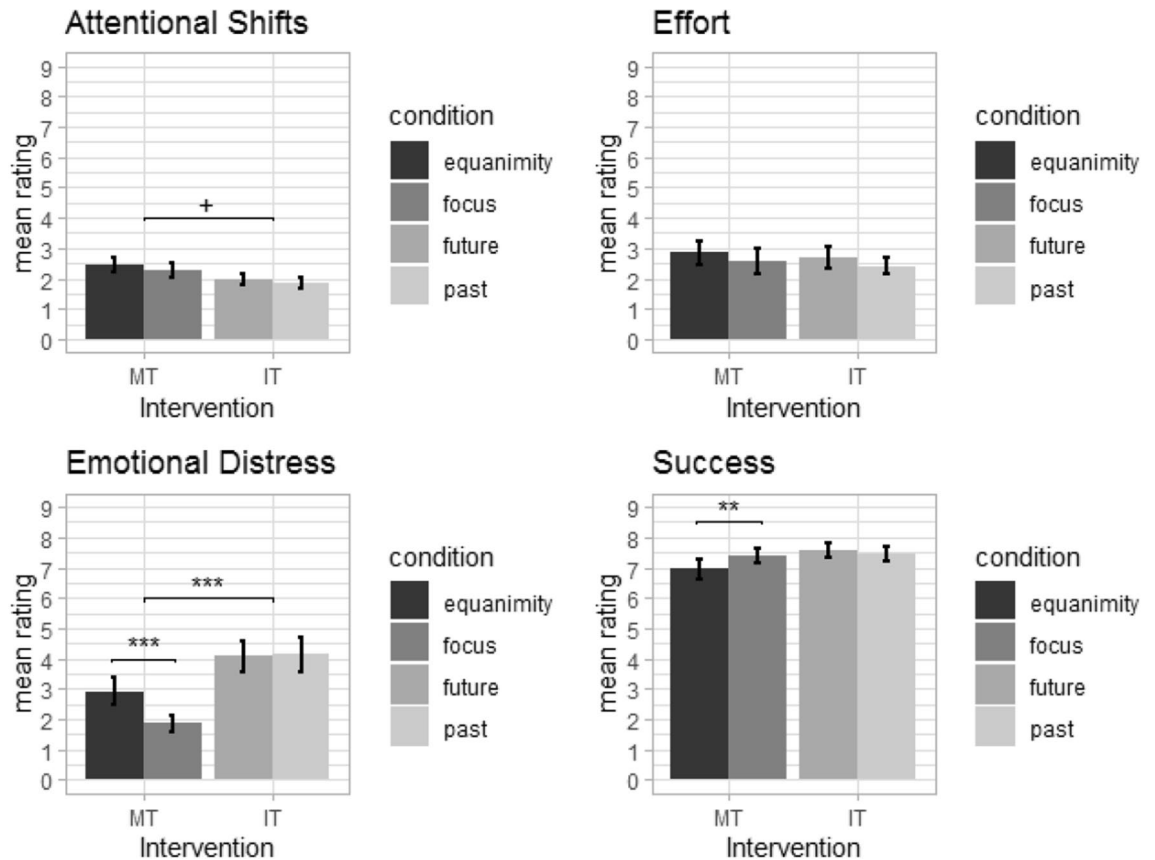 Attentional Shifts
9
8
7
6
5
4
3
2
1
0
mean rating
+
MT IT
Intervention
condition
equanimity
focus
future
past
Effort
9
8
7
6
5
4
3
2
1
0
mean rating
MT IT
Intervention
condition
equanimity
focus
future
past
Emotional Distress
9
8
7
6
5
4
3
2
1
0
mean rating
***
***
MT IT
Intervention
condition
equanimity
focus
future
past
Success
9
8
7
6
5
4
3
2
1
0
mean rating
**
MT IT
Intervention
condition
equanimity
focus
future
past